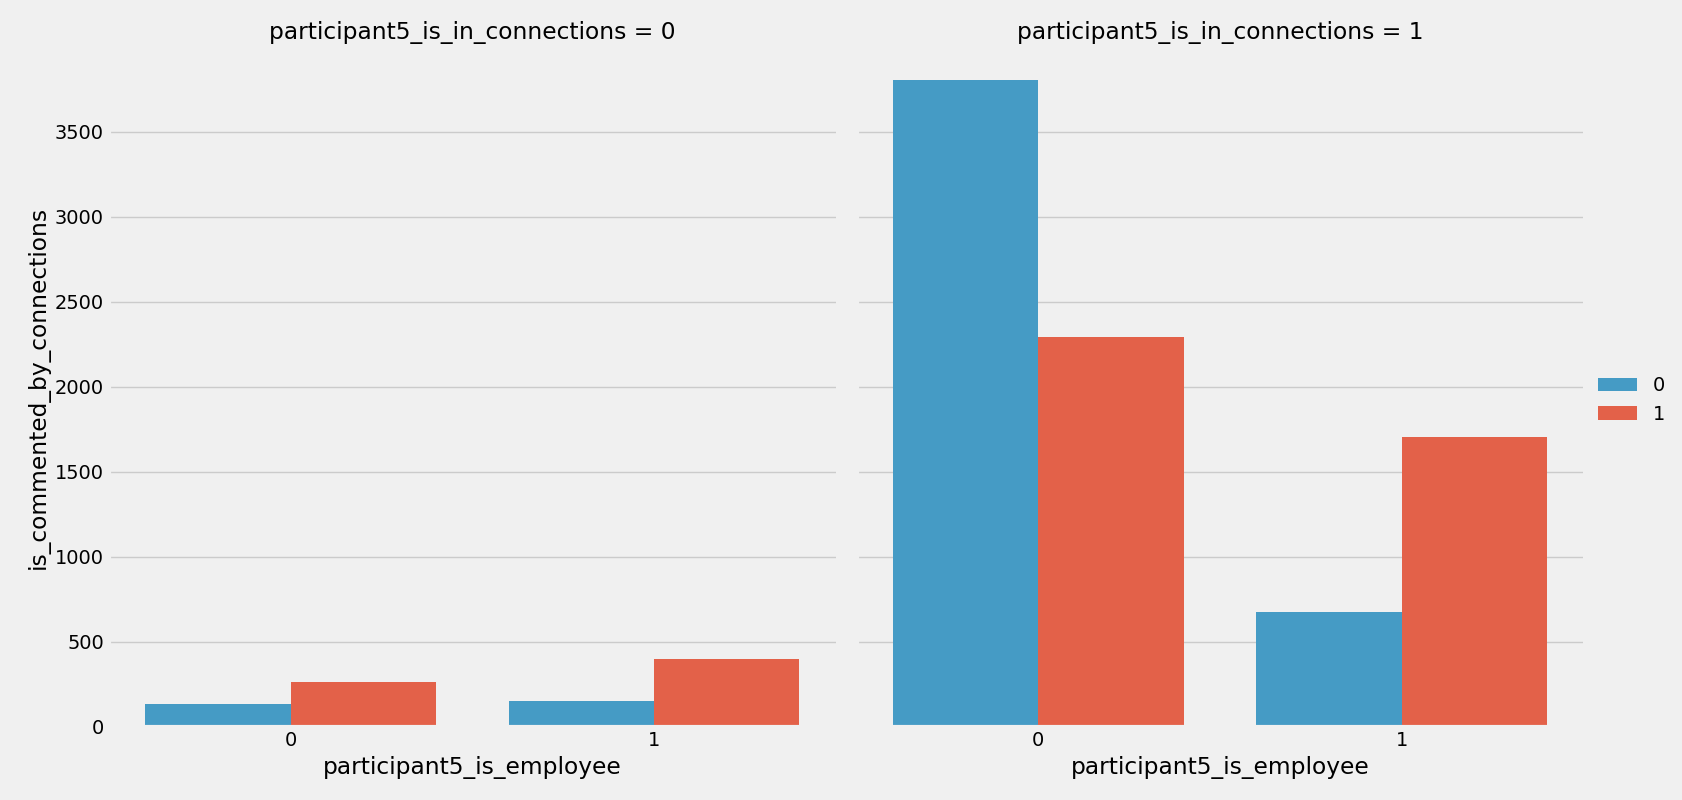 participant5_is_in_connections = 0
participant5_is_in_connections = 1
is_commented_by_connections
3500
3000
2500
2000
1500
1000
500
0
0
1
0
1
participant5_is_employee
participant5_is_employee
0
1